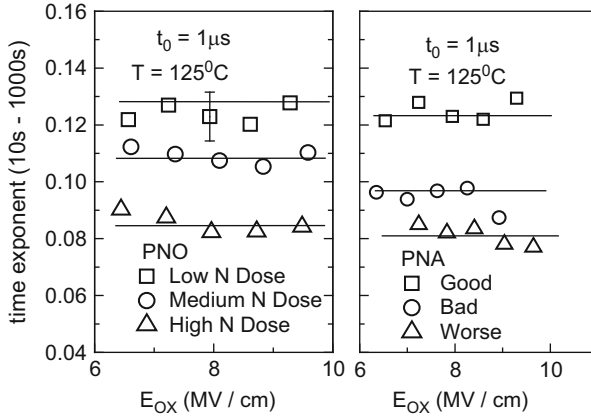 time exponent (10s - 1000s)
0.16
0.14
0.12
0.10
0.08
0.06
0.04
t₀ = 1μs
T = 125⁰C
PNO
Low N Dose
Medium N Dose
High N Dose
6
8
10
E_OX (MV / cm)
t₀ = 1μs
T = 125⁰C
PNA
Good
Bad
Worse
6
8
10
E_OX (MV / cm)